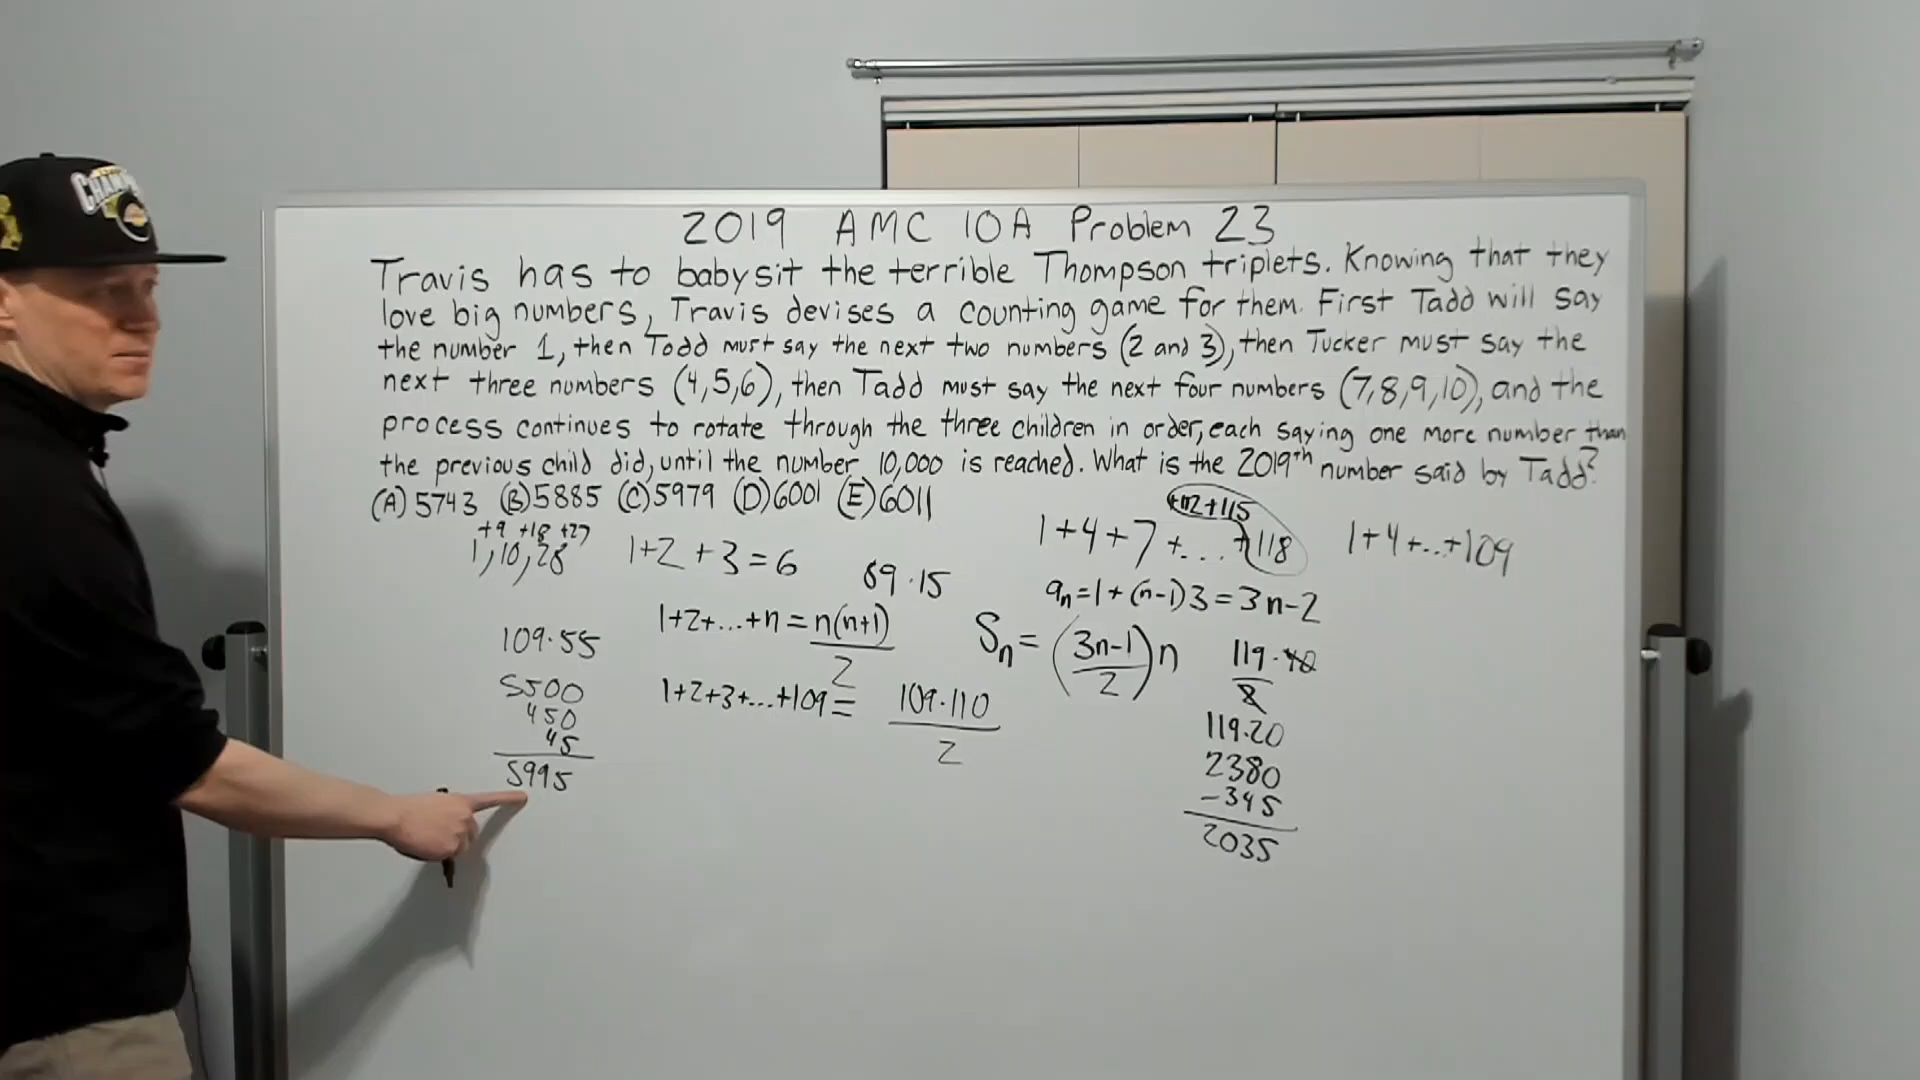 2019 AMC 10A Problem 23
Travis has to babysit the terrible Thompson triplets. Knowing that they
love big numbers, Travis devises a counting game for them. First Tadd will say
the number 1, then Todd must say the next two numbers (2 and 3), then Tucker must say the
next three numbers (4,5,6), then Tadd must say the next four numbers (7,8,9,10), and the
process continues to rotate through the three children in order, each saying one more number than
the previous child did, until the number 10,000 is reached. What is the 2019th number said by Tadd?
(A) 5743 (B) 5885 (C) 5979 (D) 6001 (E) 6011
+9 +18 +27
1, 10, 28
1+2+3=6
89·15
+112+115
1+4+7+...+118
1+4+...+109
an=1+(n-1)3=3n-2
109·55
5500
450
45
5995
1+2+...+n=n(n+1)
2
1+2+3+...+109=
109·110
2
Sn=(3n-1)n
2
119·40
2
119·20
2380
-345
2035
CHAMP